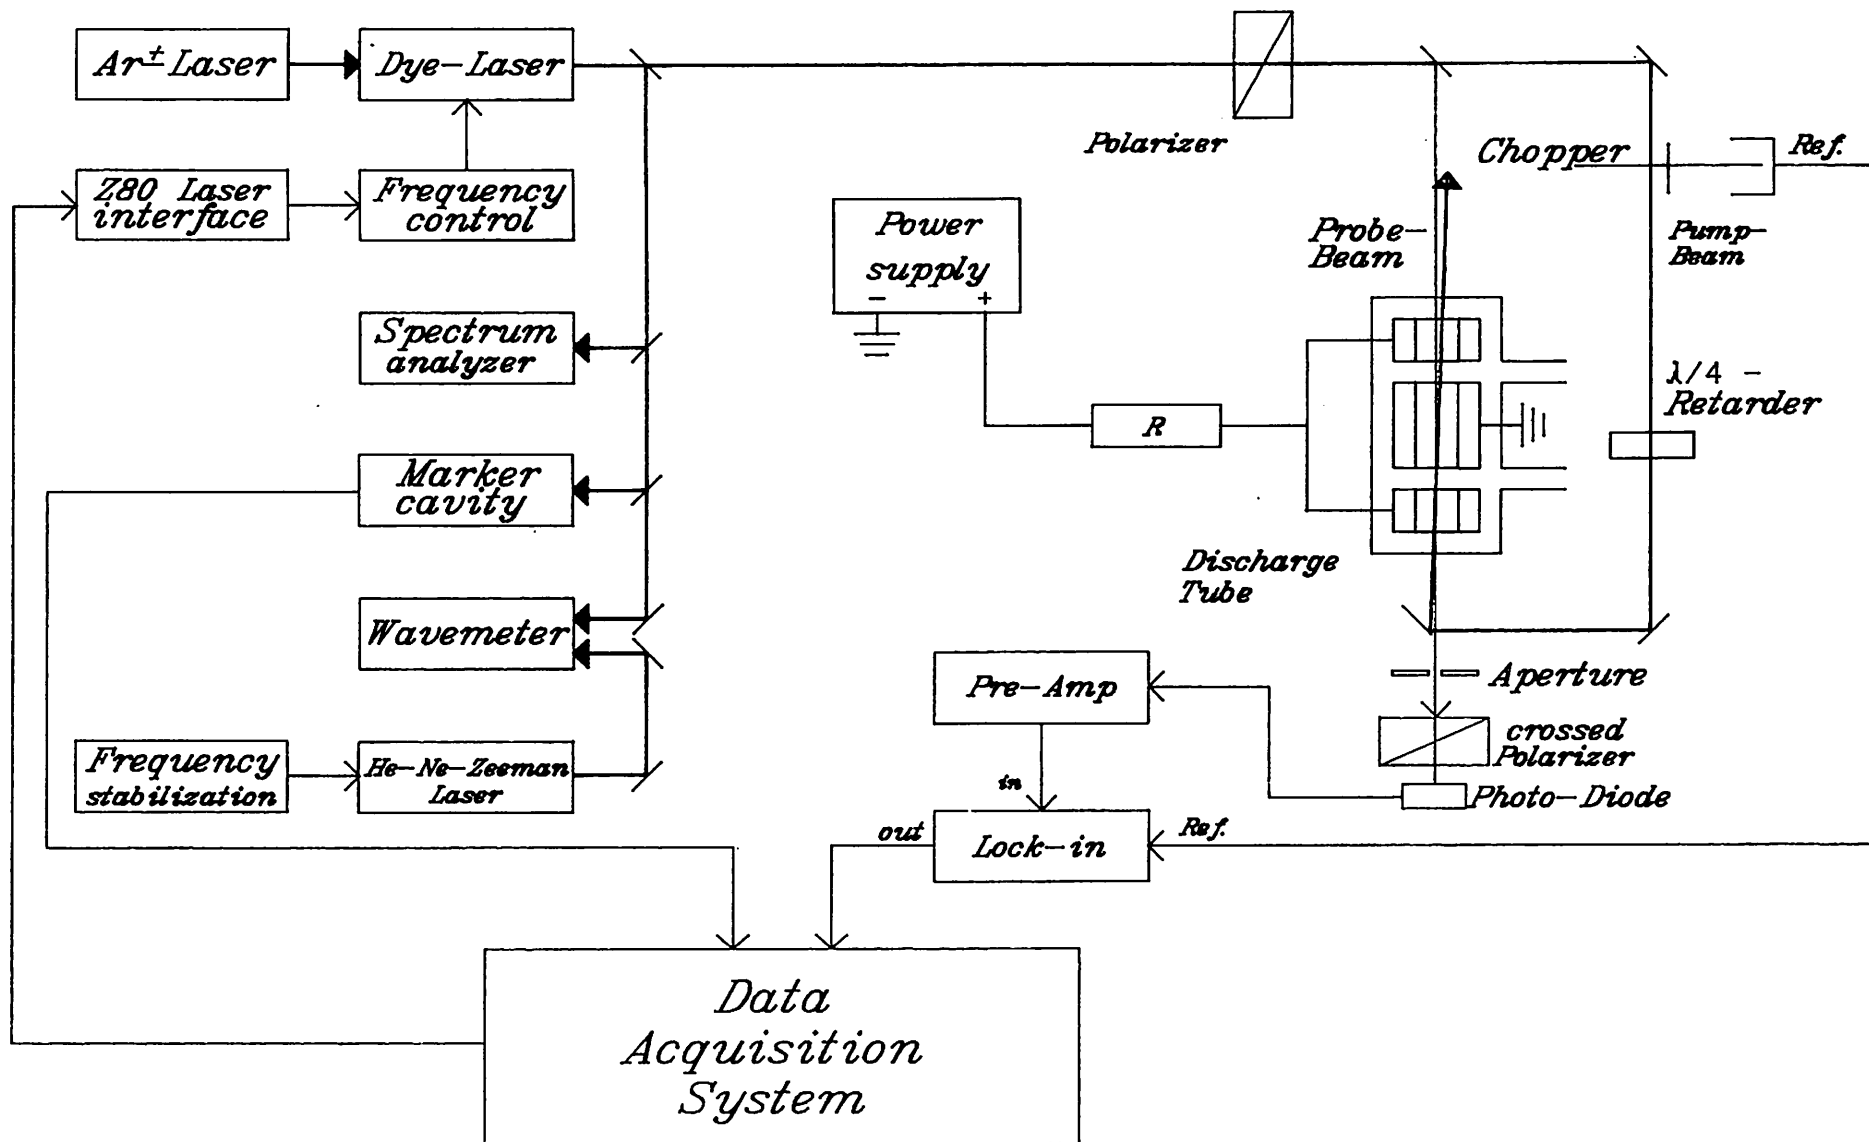 Ar± Laser
Dye-Laser
Polarizer
Chopper
Ref.
Z80 Laser
interface
Frequency
control
Power
supply
- +
Probe-
Beam
Pump-
Beam
Spectrum
analyzer
λ/4 -
Retarder
R
Marker
cavity
Discharge
Tube
Wavemeter
Pre-Amp
Aperture
crossed
Polarizer
Frequency
stabilization
He-Ne-Zeeman
Laser
in
Photo-Diode
out
Lock-in
Ref.
Data
Acquisition
System